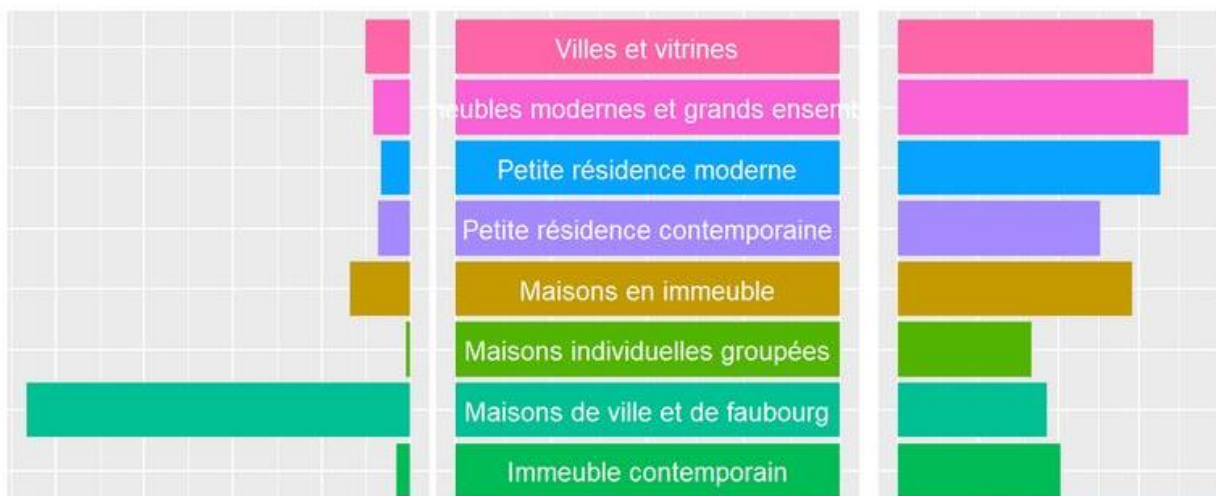 Villes et vitrines
eubles modernes et grands ensemb
Petite résidence moderne
Petite résidence contemporaine
Maisons en immeuble
Maisons individuelles groupées
Maisons de ville et de faubourg
Immeuble contemporain